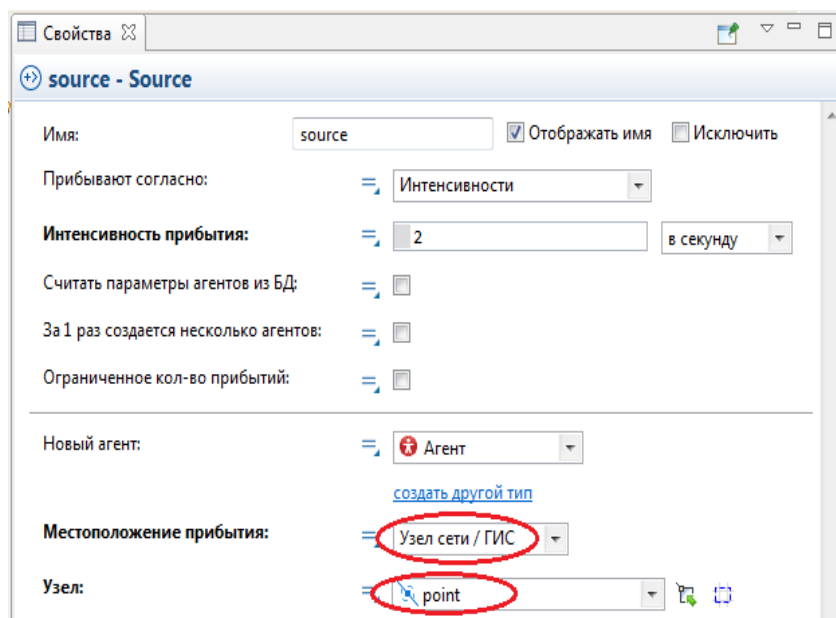 Свойства
source - Source
Имя: source Отображать имя Исключить
Прибывают согласно: Интенсивности
Интенсивность прибытия: 2 в секунду
Считать параметры агентов из БД:
За 1 раз создается несколько агентов:
Ограниченное кол-во прибытий:
Новый агент: Агент
создать другой тип
Местоположение прибытия: Узел сети / ГИС
Узел: point